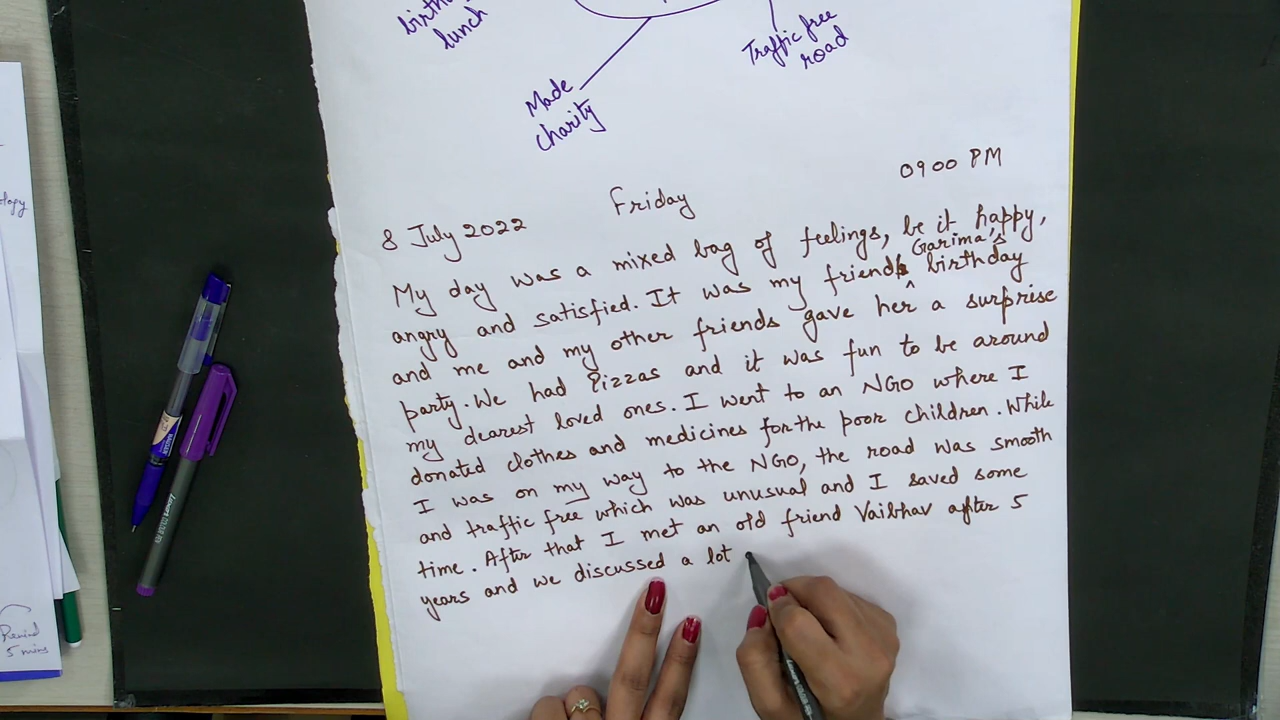 birth
lunch
Traffic free
road
Made
charity
0900 PM
Friday
8 July 2022
My day was a mixed bag of feelings, be it happy,
angry and satisfied. It was my friend Garima's birthday
and me and my other friends gave her a surprise
party. We had Pizzas and it was fun to be around
my dearest loved ones. I went to an NGO where I
donated clothes and medicines for the poor children. While
I was on my way to the NGO, the road was smooth
and traffic free which was unusual and I saved some
time. After that I met an old friend Vaibhav after 5
years and we discussed a lot
Period
5 mins